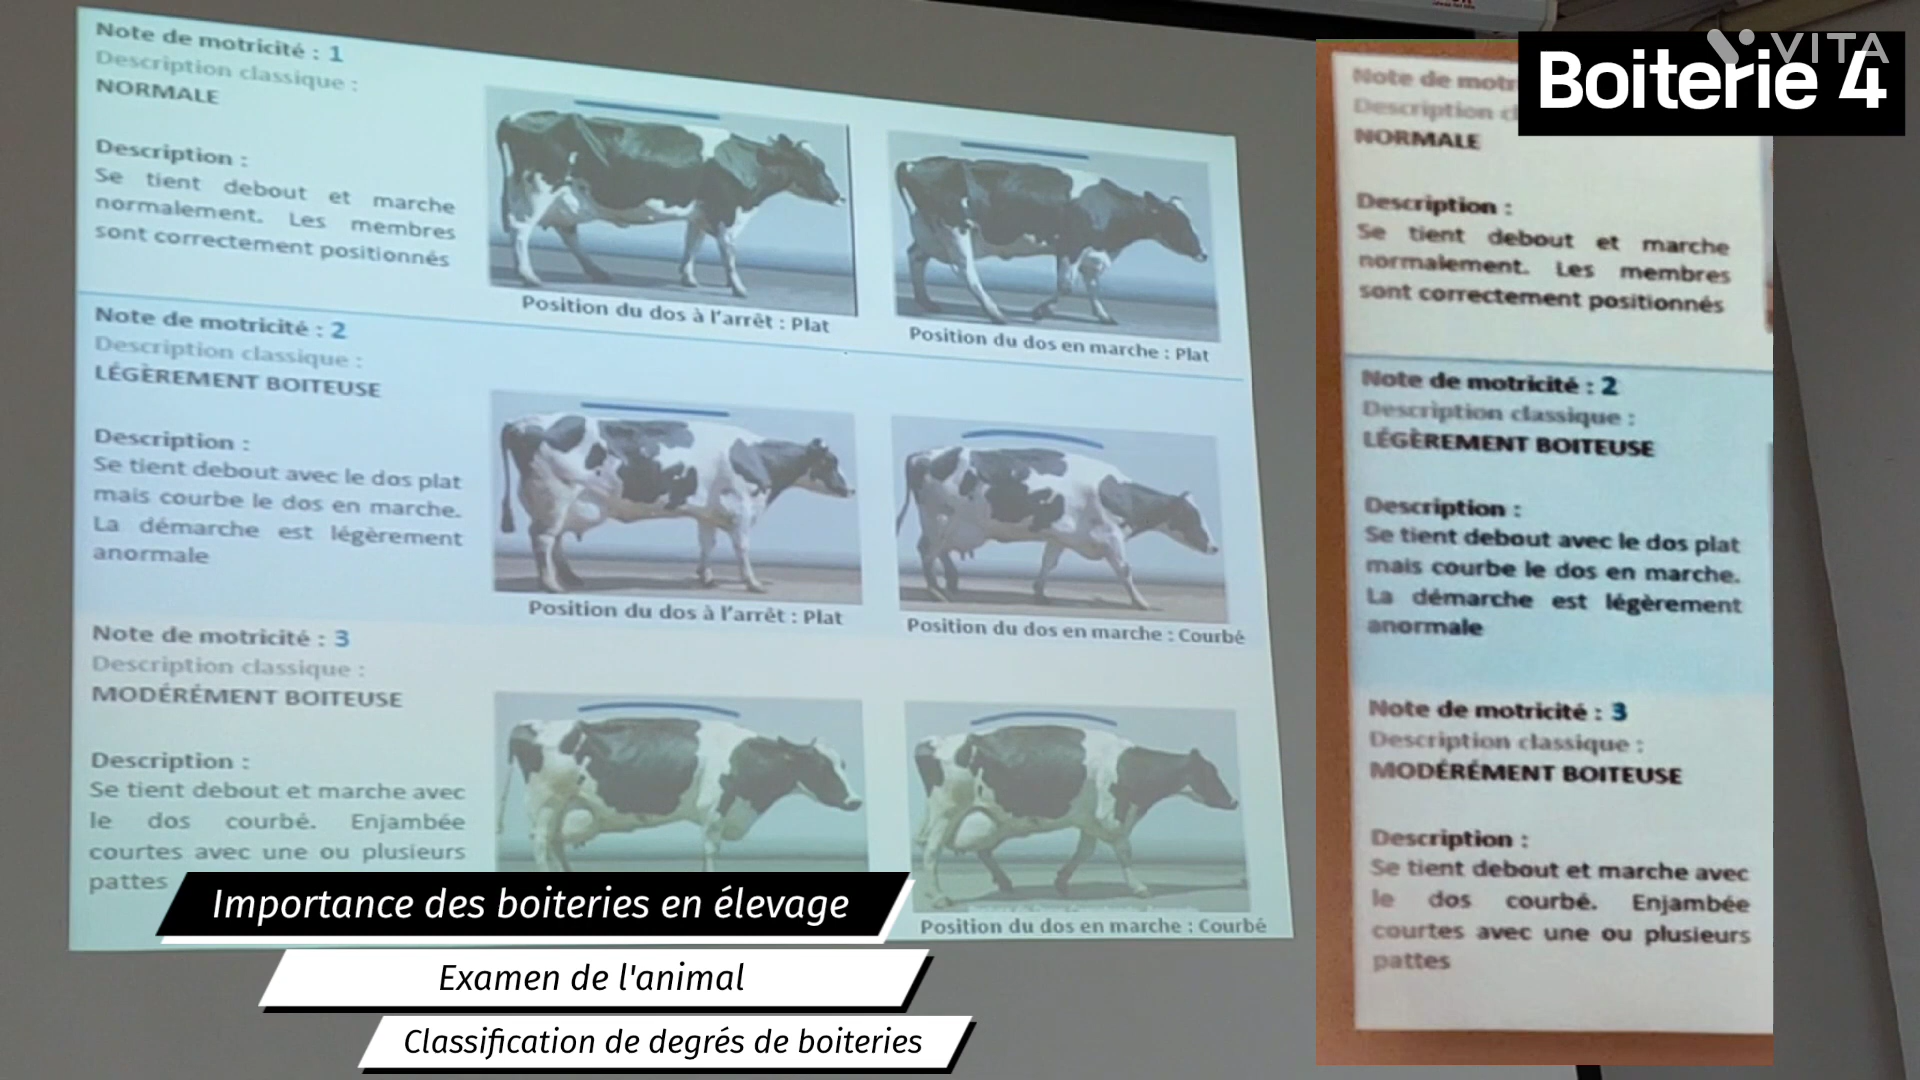 Note de motricité : 1
Description classique :
NORMALE
Description :
Se tient debout et marche
normalement. Les membres
sont correctement positionnés
Position du dos à l'arrêt : Plat
Position du dos en marche : Plat
Note de motricité : 2
Description classique :
LÉGÈREMENT BOITEUSE
Description :
Se tient debout avec le dos plat
mais courbe le dos en marche.
La démarche est légèrement
anormale
Position du dos à l'arrêt : Plat
Position du dos en marche : Courbé
Note de motricité : 3
Description classique :
MODÉRÉMENT BOITEUSE
Description :
Se tient debout et marche avec
le dos courbé. Enjambée
courtes avec une ou plusieurs
pattes
Position du dos en marche : Courbé
Importance des boiteries en élevage
Examen de l'animal
Classification de degrés de boiteries
VITA
Boiterie 4
Note de motr
Description cl
NORMALE
Description :
Se tient debout et marche
normalement. Les membres
sont correctement positionnés
Note de motricité : 2
Description classique :
LÉGÈREMENT BOITEUSE
Description :
Se tient debout avec le dos plat
mais courbe le dos en marche.
La démarche est légèrement
anormale
Note de motricité : 3
Description classique :
MODÉRÉMENT BOITEUSE
Description :
Se tient debout et marche avec
le dos courbé. Enjambée
courtes avec une ou plusieurs
pattes